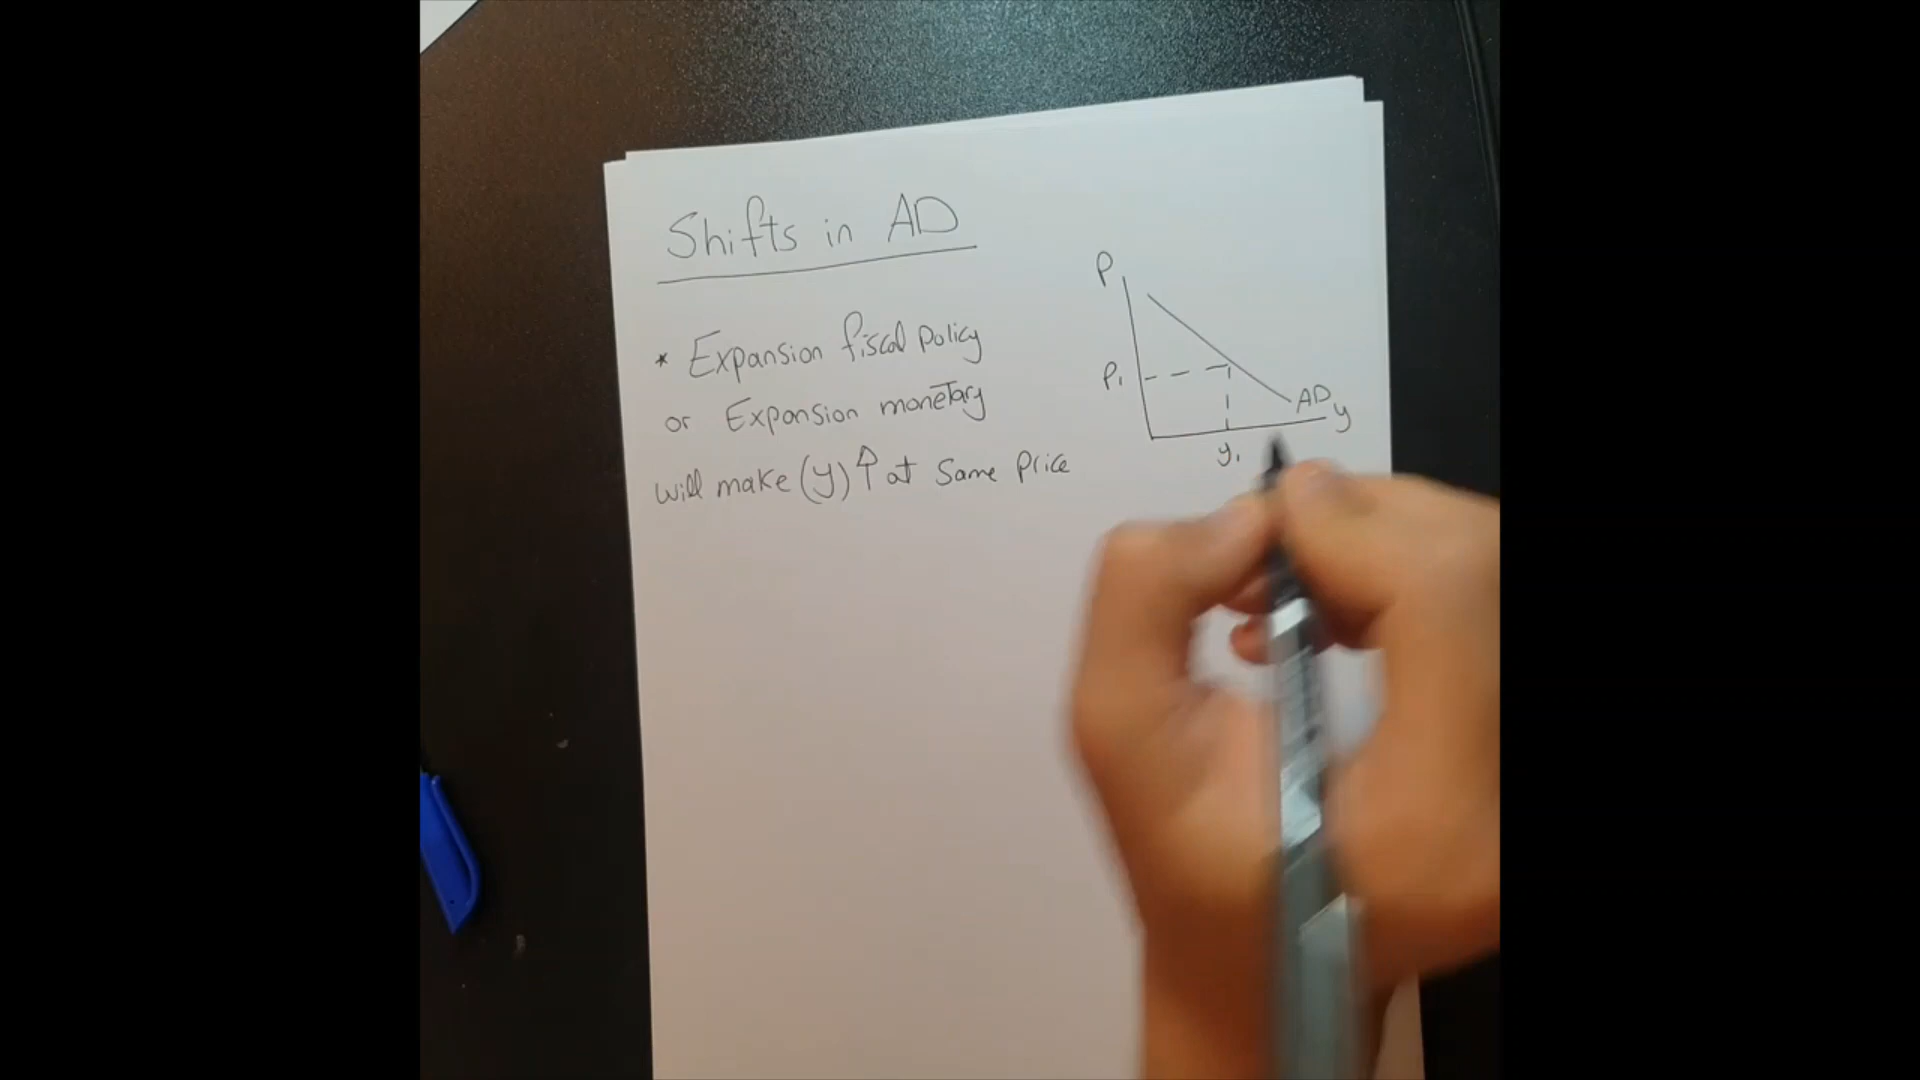 Shifts in AD
* Expansion fiscal policy
or Expansion monetary
will make (y) ↑ at same price
P
P₁
AD
y
y₁